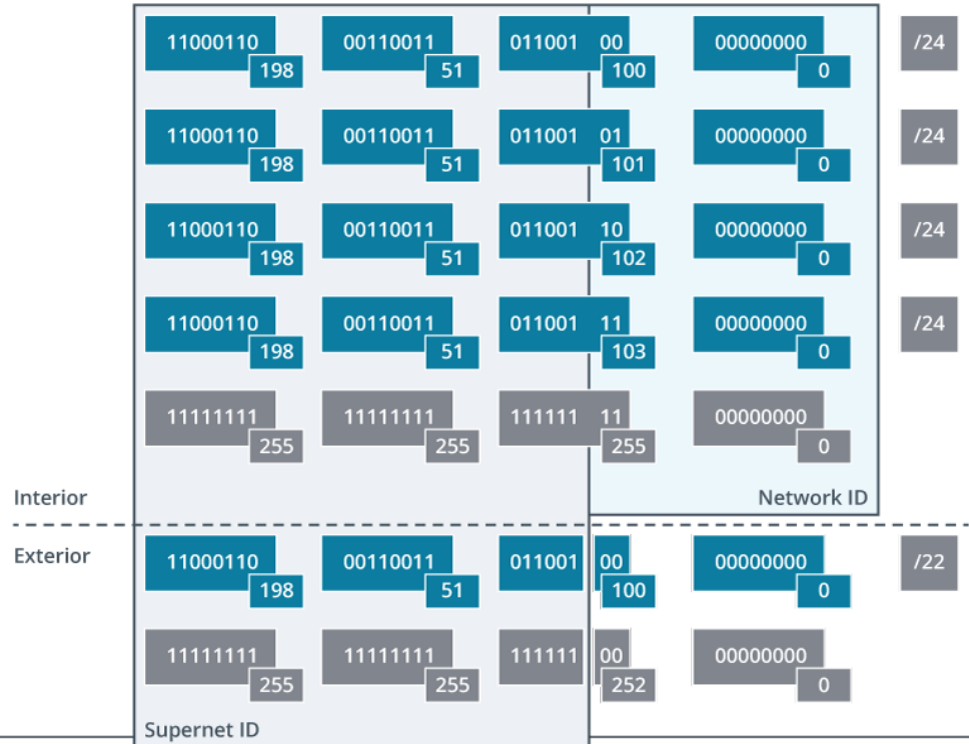 11000110 00110011 011001 00 00000000 /24
198 51 100 0
11000110 00110011 011001 01 00000000 /24
198 51 101 0
11000110 00110011 011001 10 00000000 /24
198 51 102 0
11000110 00110011 011001 11 00000000 /24
198 51 103 0
11111111 11111111 111111 11 00000000
255 255 255 0
Interior Network ID
Exterior
11000110 00110011 011001 00 00000000 /22
198 51 100 0
11111111 11111111 111111 00 00000000
255 255 252 0
Supernet ID